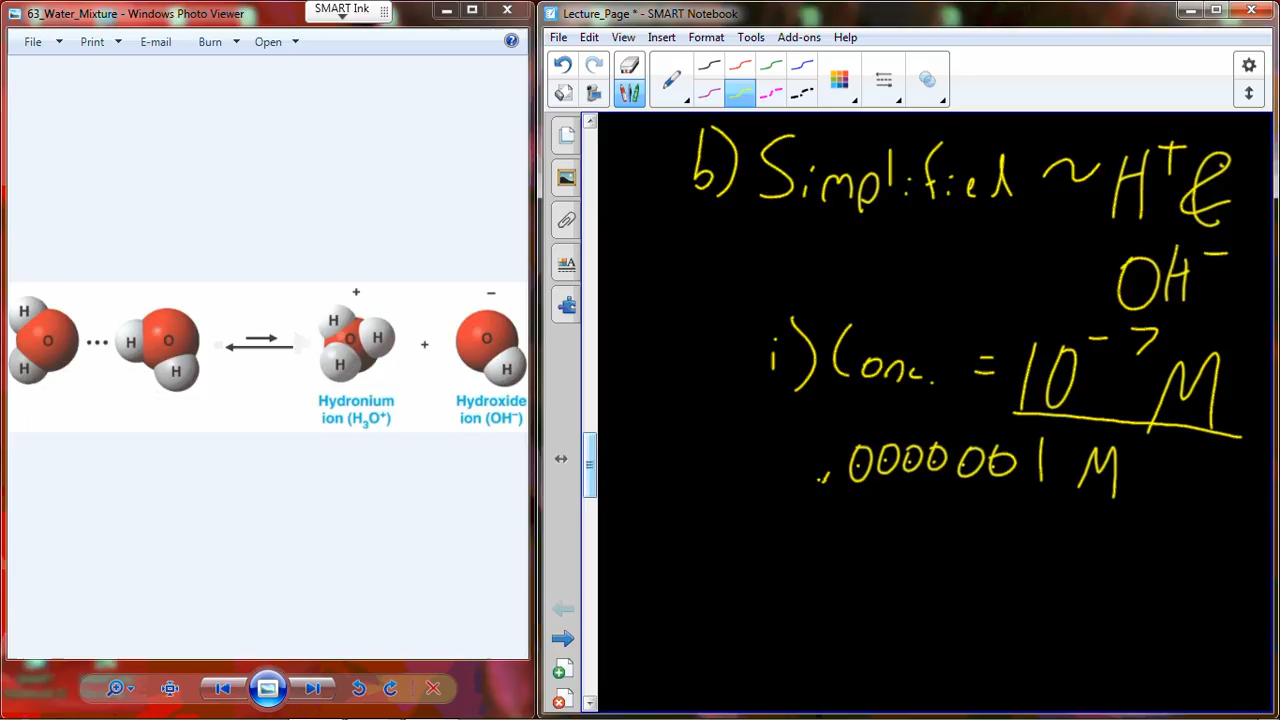 63_Water_Mixture - Windows Photo Viewer
SMART Ink
File Print E-mail Burn Open
H
O
H
H
O
H
+
H
O
H
H
+
−
O
H
Hydronium
ion (H₃O⁺)
Hydroxide
ion (OH⁻)
Lecture_Page * - SMART Notebook
File Edit View Insert Format Tools Add-ons Help
b) Simplified ~ H⁺ &
OH⁻
i) Conc. = 10⁻⁷ M
.0000001 M